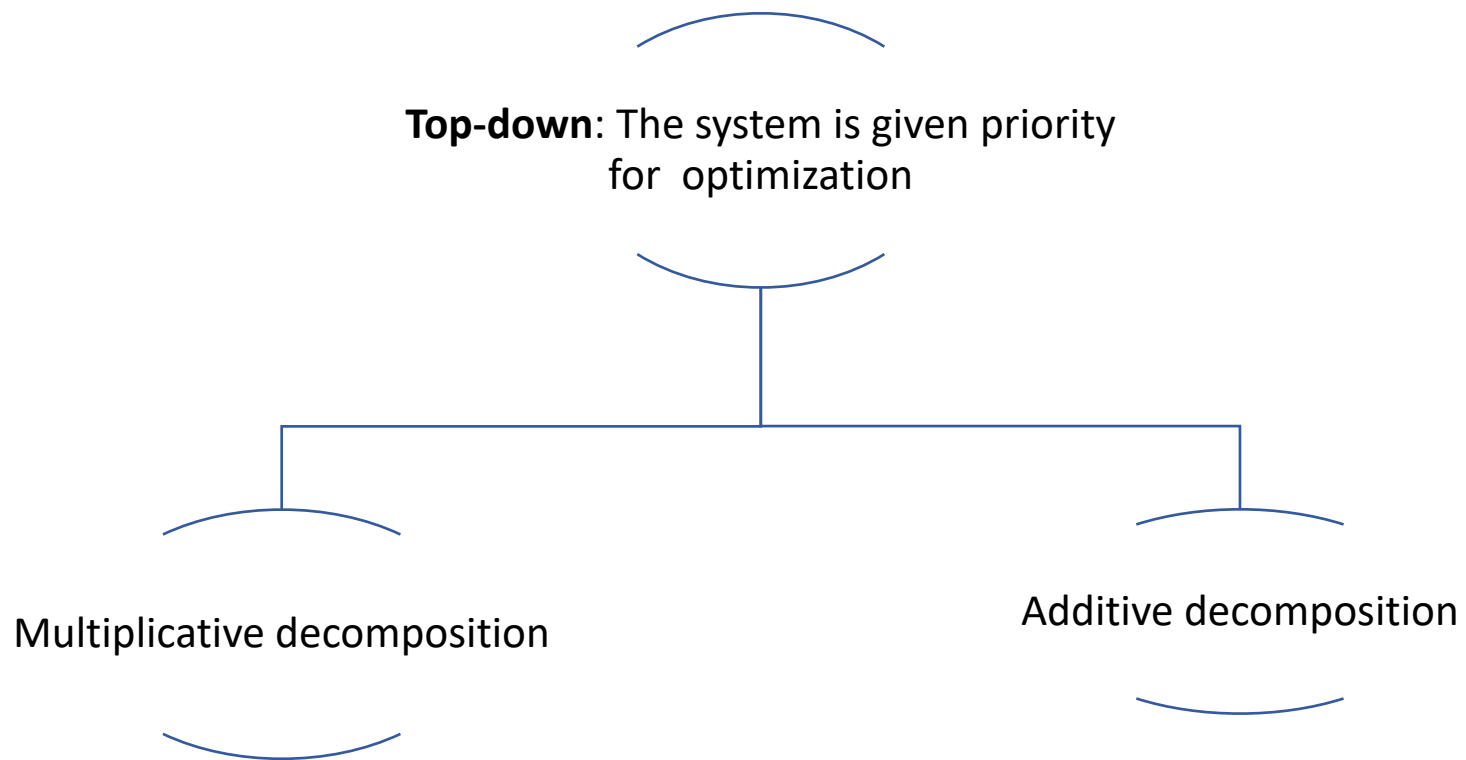 Top-down: The system is given priority
for optimization
Multiplicative decomposition
Additive decomposition